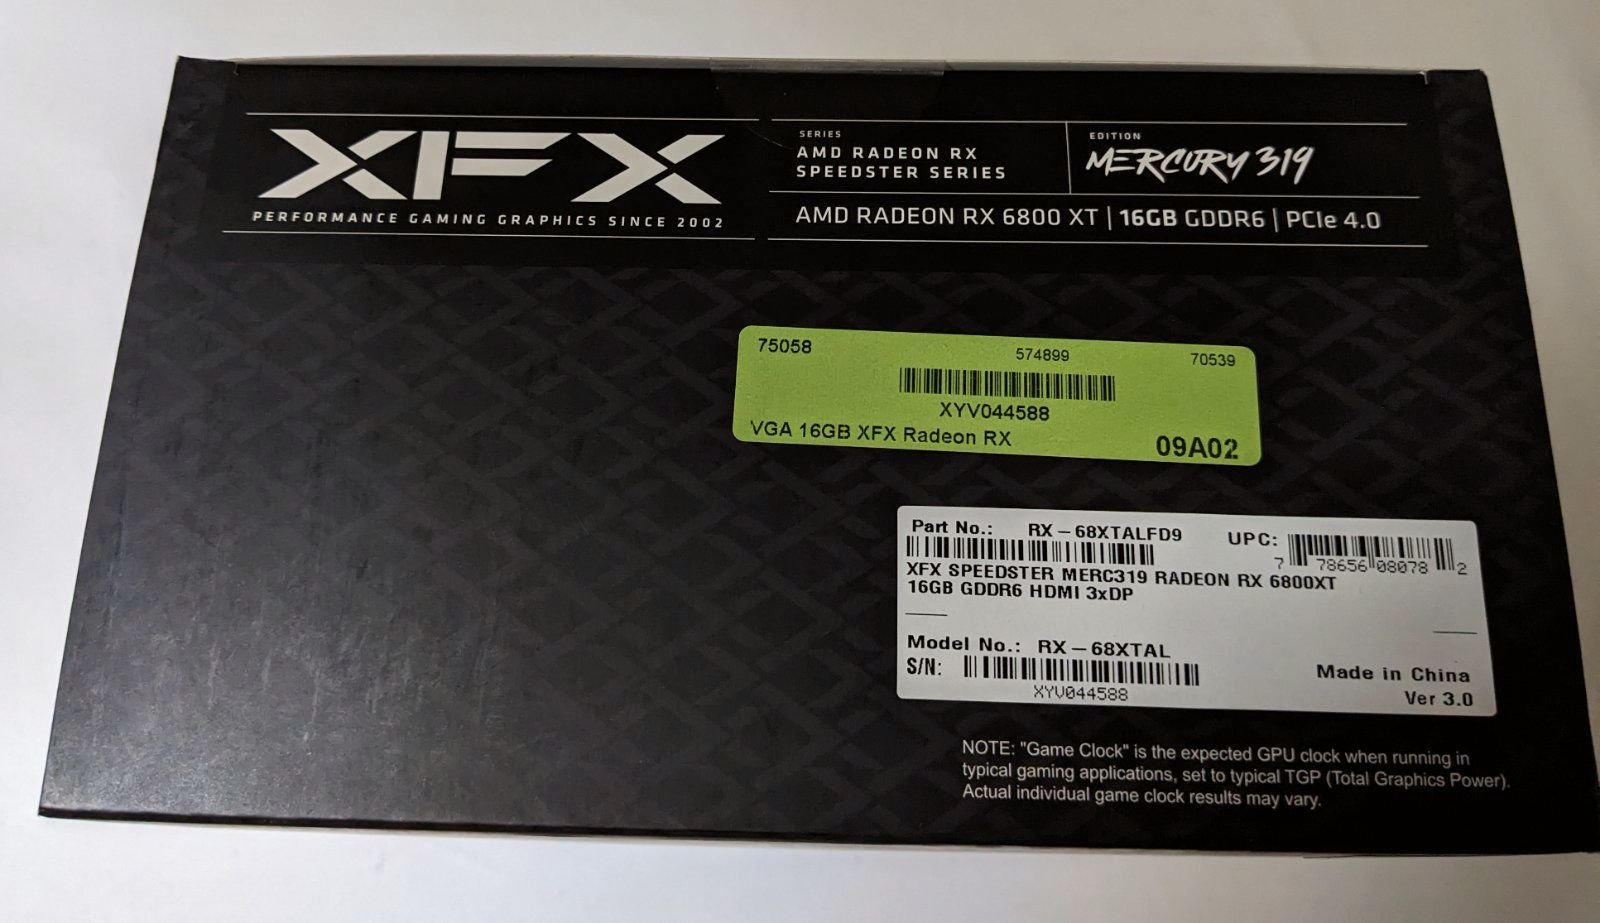 XFX
PERFORMANCE GAMING GRAPHICS SINCE 2002
SERIES
AMD RADEON RX
SPEEDSTER SERIES
EDITION
MERCURY 319
AMD RADEON RX 6800 XT | 16GB GDDR6 | PCIe 4.0
75058 574899 70539
XYV044588
VGA 16GB XFX Radeon RX 09A02
Part No.: RX-68XTALFD9 UPC: 7 78656 08078 2
XFX SPEEDSTER MERC319 RADEON RX 6800XT
16GB GDDR6 HDMI 3xDP
Model No.: RX-68XTAL
S/N:
XYV044588
Made in China
Ver 3.0
NOTE: "Game Clock" is the expected GPU clock when running in
typical gaming applications, set to typical TGP (Total Graphics Power).
Actual individual game clock results may vary.